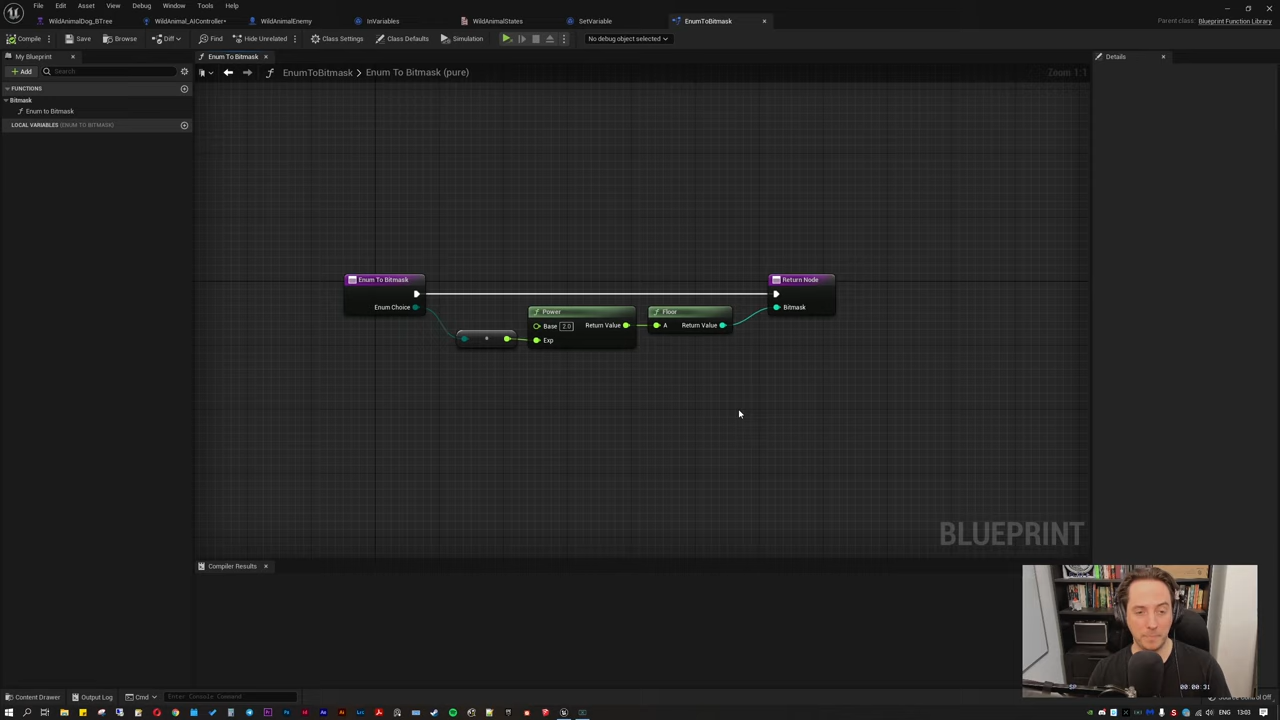 File Edit Asset View Debug Window Tools Help
WildAnimalDog_BTree WildAnimal_AIController* WildAnimalEnemy InVariables WildAnimalStates SetVariable EnumToBitmask
Parent class: Blueprint Function Library
Compile Save Browse Diff Find Hide Unrelated Class Settings Class Defaults Simulation No debug object selected
My Blueprint
Enum To Bitmask
Details
Add Search
EnumToBitmask > Enum To Bitmask (pure)
Zoom 1:1
FUNCTIONS
Bitmask
Enum to Bitmask
LOCAL VARIABLES (ENUM TO BITMASK)
Enum To Bitmask
Return Node
Enum Choice
Bitmask
Power
Floor
Base 2.0 Return Value
A Return Value
Exp
BLUEPRINT
Compiler Results
Content Drawer Output Log Cmd Enter Console Command
Source Control Off
ENG 13:03